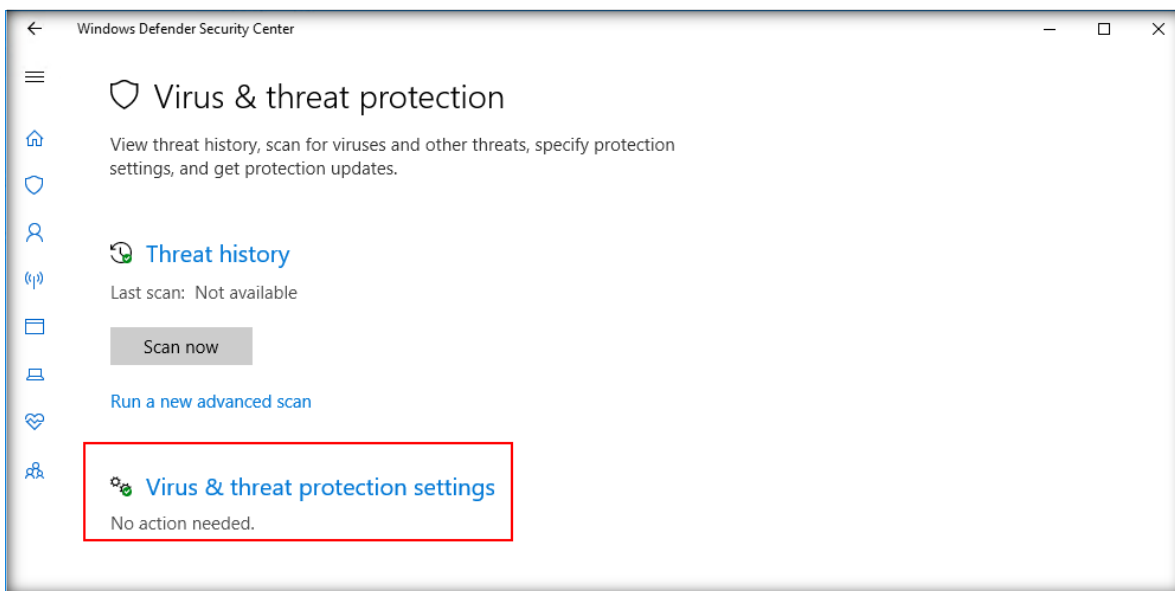 Windows Defender Security Center
Virus & threat protection
View threat history, scan for viruses and other threats, specify protection
settings, and get protection updates.
Threat history
Last scan: Not available
Scan now
Run a new advanced scan
Virus & threat protection settings
No action needed.